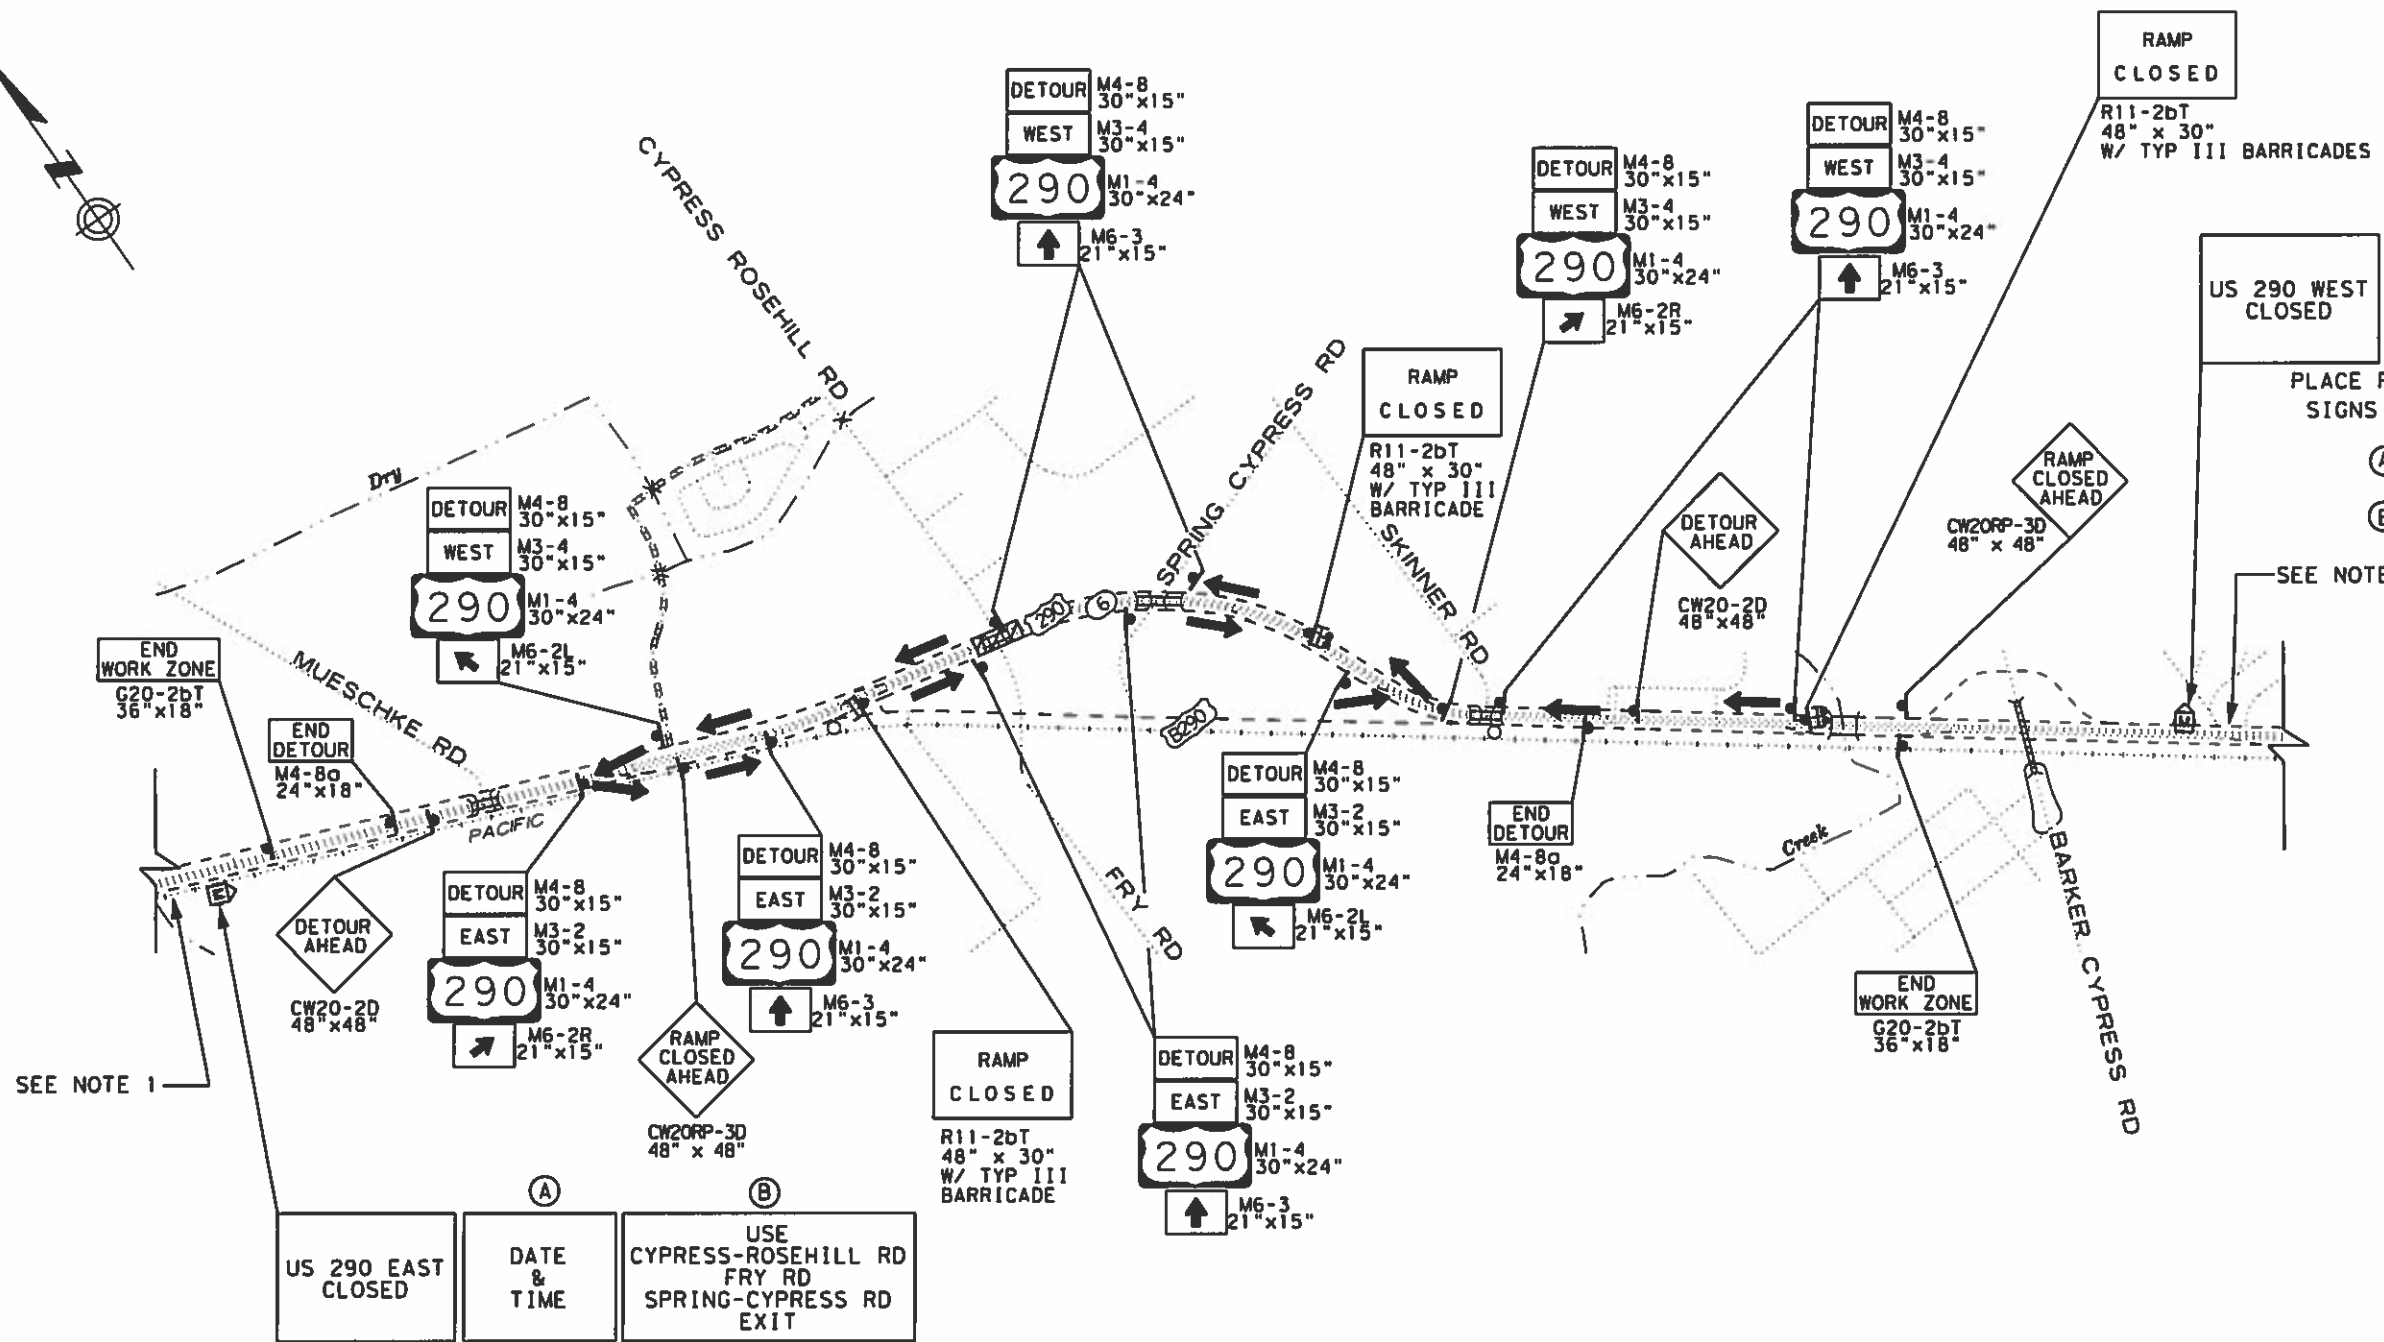 RAMP
CLOSED
R11-2bT
48" x 30"
W/ TYP III BARRICADES
DETOUR
M4-8
30"x15"
WEST
M3-4
30"x15"
290
M1-4
30"x24"
M6-3
21"x15"
DETOUR
M4-8
30"x15"
WEST
M3-4
30"x15"
290
M1-4
30"x24"
M6-3
21"x15"
DETOUR
M4-8
30"x15"
WEST
M3-4
30"x15"
290
M1-4
30"x24"
M6-2R
21"x15"
CYPRESS ROSEHILL RD
US 290 WEST
CLOSED
PLACE
SIGNS
SPRING CYPRESS RD
RAMP
CLOSED
R11-2bT
48" x 30"
W/ TYP III
BARRICADE
SKINNER RD
DETOUR
AHEAD
CW20-2D
48"x48"
RAMP
CLOSED
AHEAD
CW20RP-3D
48" x 48"
A
B
SEE NOTE
Dry
DETOUR
M4-8
30"x15"
WEST
M3-4
30"x15"
290
M1-4
30"x24"
M6-2L
21"x15"
END
WORK ZONE
G20-2bT
36"x18"
MUESCHKE RD
END
DETOUR
M4-8a
24"x18"
290
6
B290
PACIFIC
M
M
DETOUR
AHEAD
CW20-2D
48"x48"
DETOUR
M4-8
30"x15"
EAST
M3-2
30"x15"
290
M1-4
30"x24"
M6-2R
21"x15"
DETOUR
M4-8
30"x15"
EAST
M3-2
30"x15"
290
M1-4
30"x24"
M6-3
21"x15"
RAMP
CLOSED
AHEAD
CW20RP-3D
48" x 48"
FRY RD
DETOUR
M4-8
30"x15"
EAST
M3-2
30"x15"
290
M1-4
30"x24"
M6-2L
21"x15"
END
DETOUR
M4-8a
24"x18"
Creek
BARKER CYPRESS RD
END
WORK ZONE
G20-2bT
36"x18"
RAMP
CLOSED
R11-2bT
48" x 30"
W/ TYP III
BARRICADE
DETOUR
M4-8
30"x15"
EAST
M3-2
30"x15"
290
M1-4
30"x24"
M6-3
21"x15"
SEE NOTE 1
US 290 EAST
CLOSED
A
DATE
&
TIME
B
USE
CYPRESS-ROSEHILL RD
FRY RD
SPRING-CYPRESS RD
EXIT